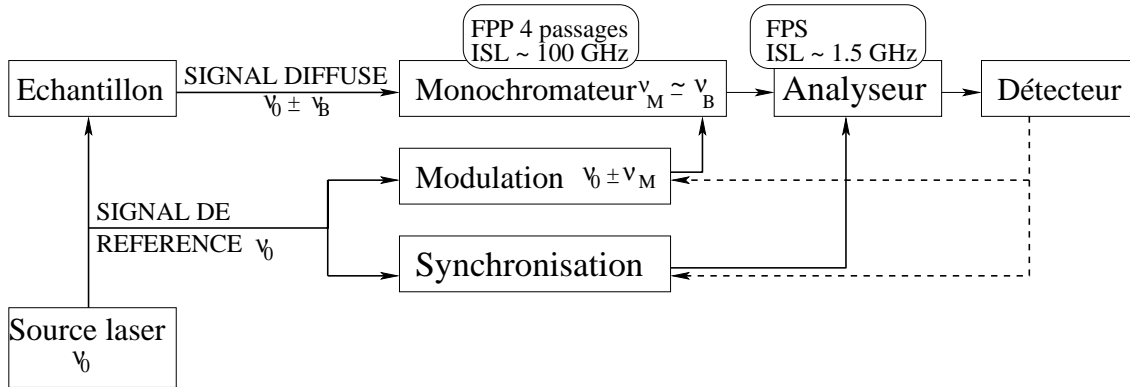 FPP 4 passages
ISL ~ 100 GHz
FPS
ISL ~ 1.5 GHz
Echantillon
SIGNAL DIFFUSE
ν0 ± νB
Monochromateur νM ≃ νB
Analyseur
Détecteur
Modulation ν0 ± νM
SIGNAL DE
REFERENCE ν0
Synchronisation
Source laser
ν0